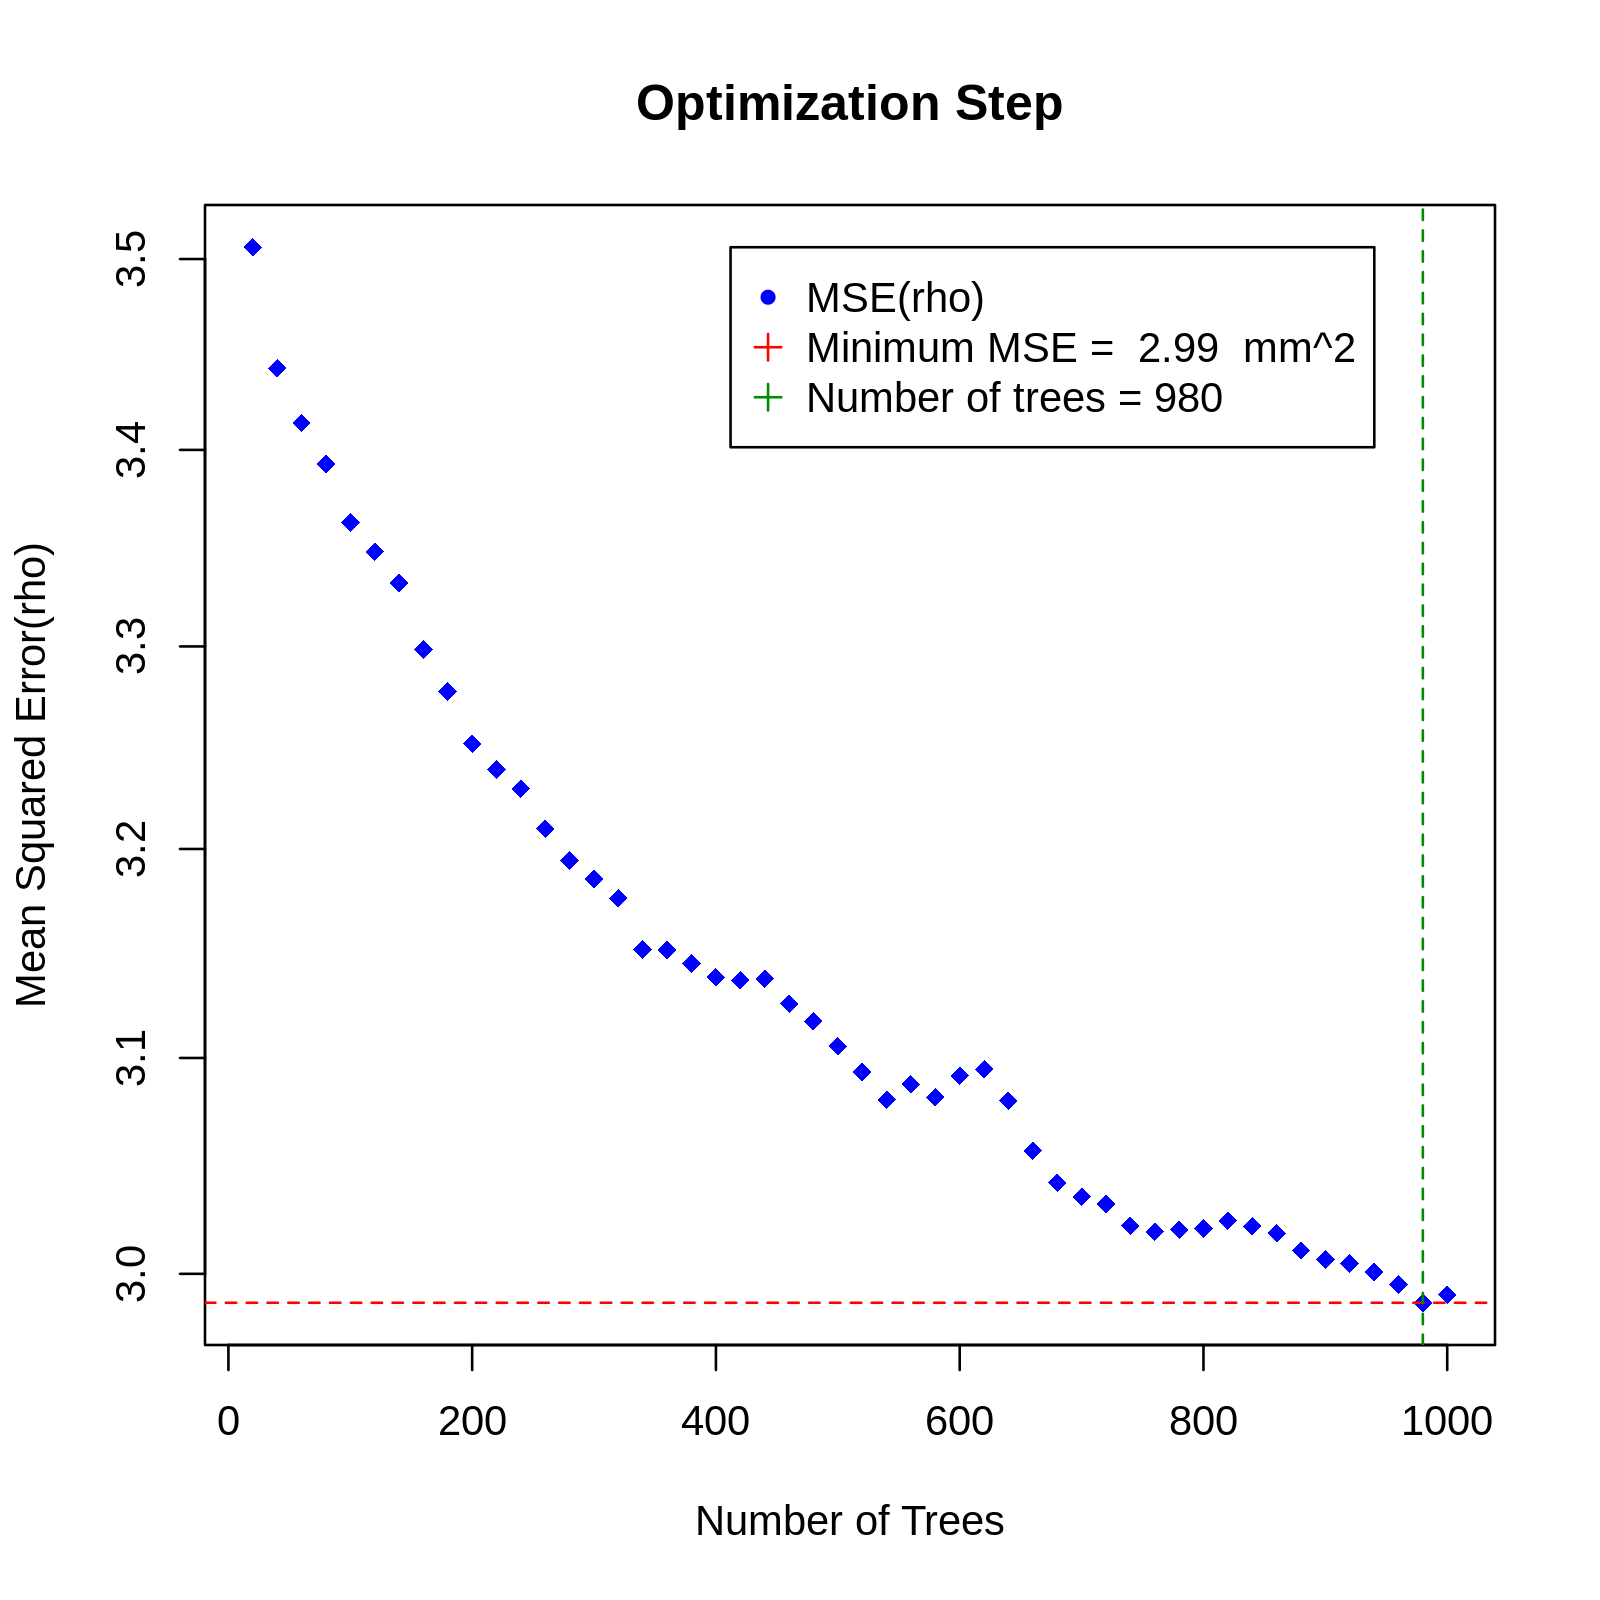 Optimization Step
MSE(rho)
Minimum MSE =  2.99  mm^2
Number of trees = 980
Mean Squared Error(rho)
3.5
3.4
3.3
3.2
3.1
3.0
0 200 400 600 800 1000
Number of Trees